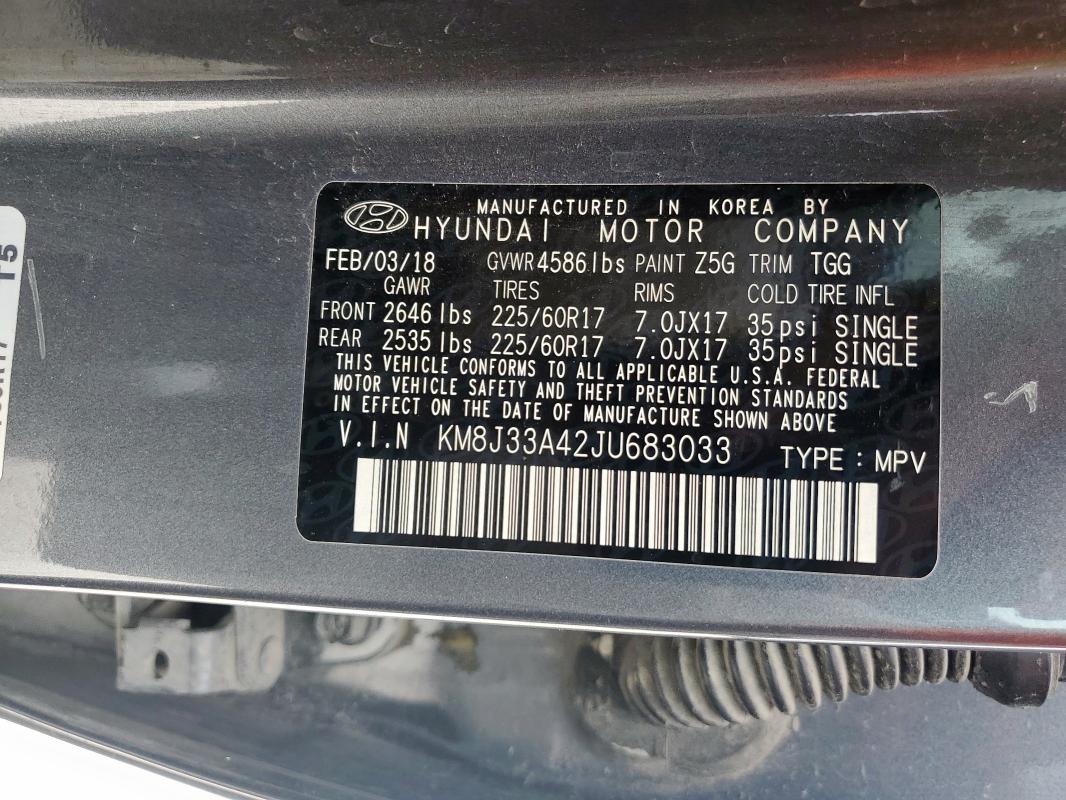 MANUFACTURED IN KOREA BY
HYUNDAI MOTOR COMPANY
FEB/03/18 GVWR 4586 lbs PAINT Z5G TRIM TGG
GAWR TIRES RIMS COLD TIRE INFL
FRONT 2646 lbs 225/60R17 7.0JX17 35psi SINGLE
REAR 2535 lbs 225/60R17 7.0JX17 35psi SINGLE
THIS VEHICLE CONFORMS TO ALL APPLICABLE U.S.A. FEDERAL
MOTOR VEHICLE SAFETY AND THEFT PREVENTION STANDARDS
IN EFFECT ON THE DATE OF MANUFACTURE SHOWN ABOVE
V.I.N KM8J33A42JU683033 TYPE : MPV